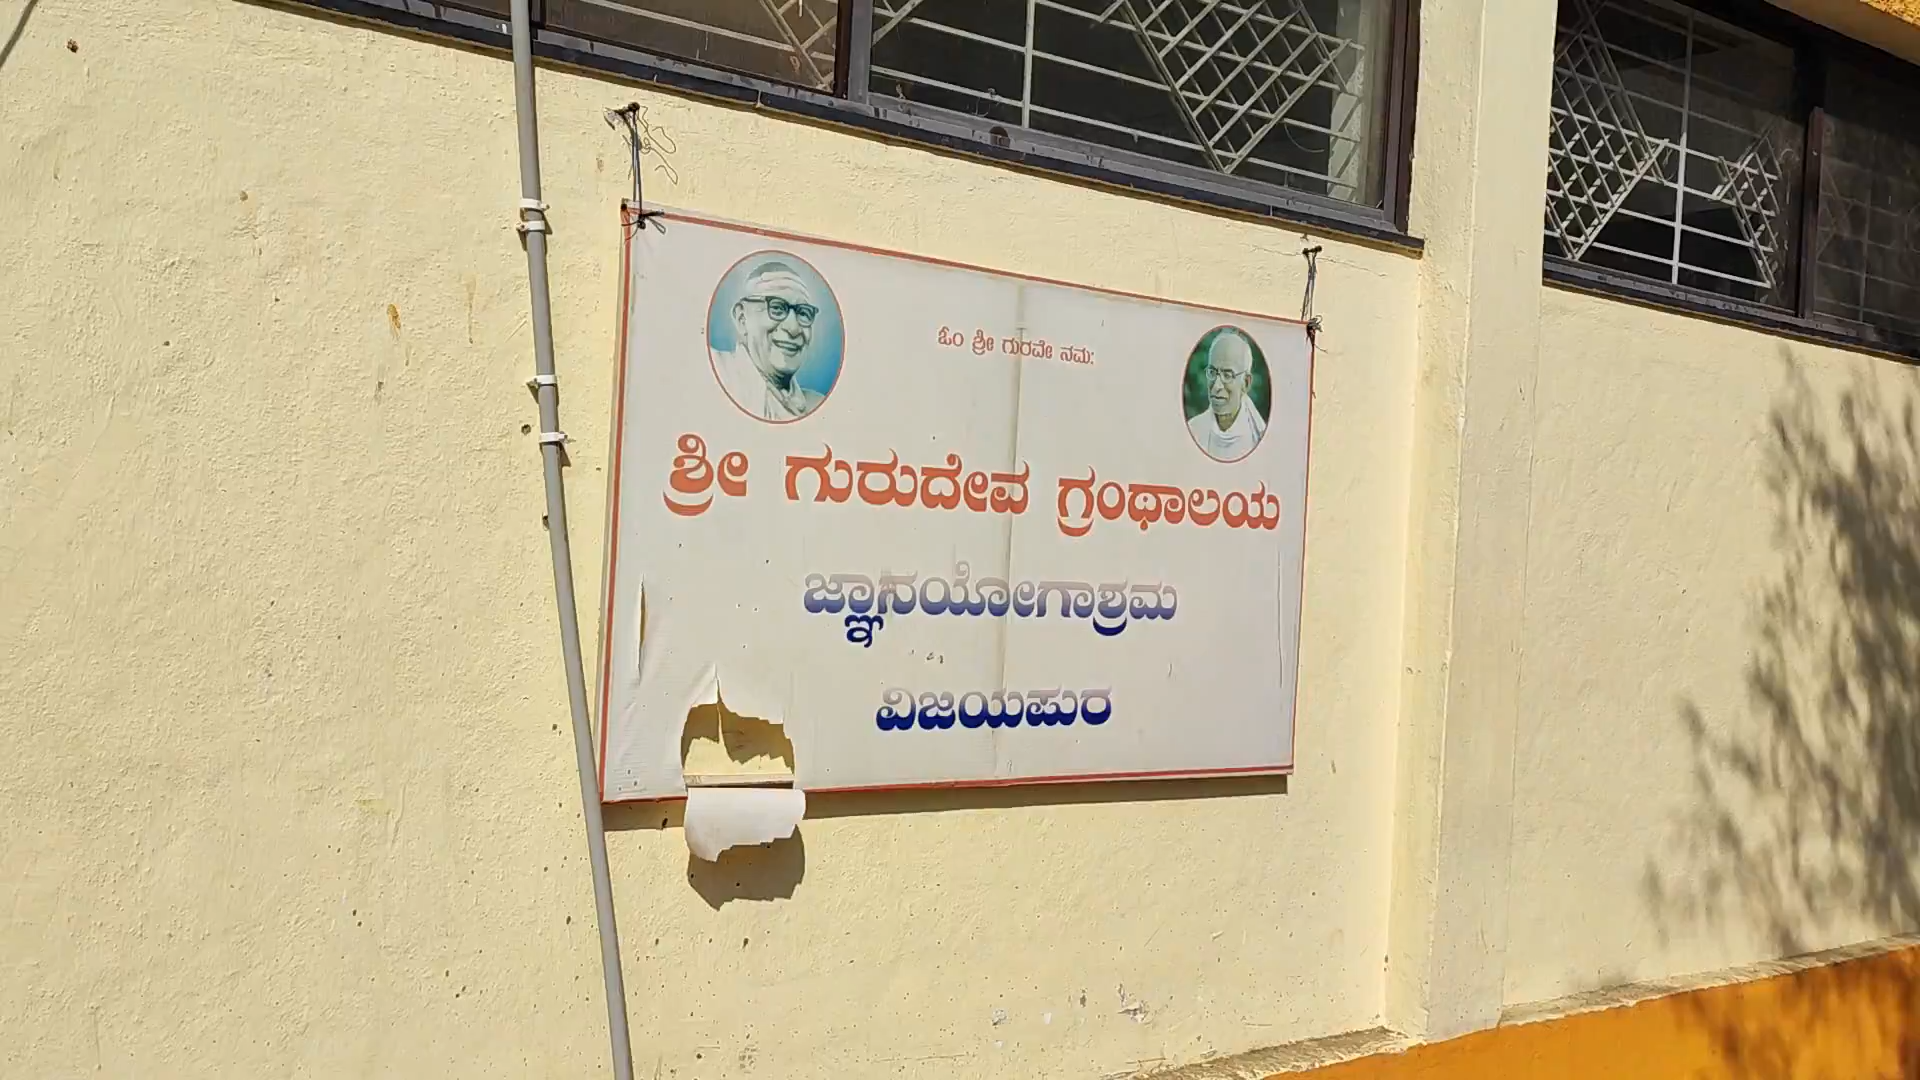 ಓಂ ಶ್ರೀ ಗುರವೇ ನಮ:
ಶ್ರೀ ಗುರುದೇವ ಗ್ರಂಥಾಲಯ
ಜ್ಞಾನಯೋಗಾಶ್ರಮ
ವಿಜಯಪುರ